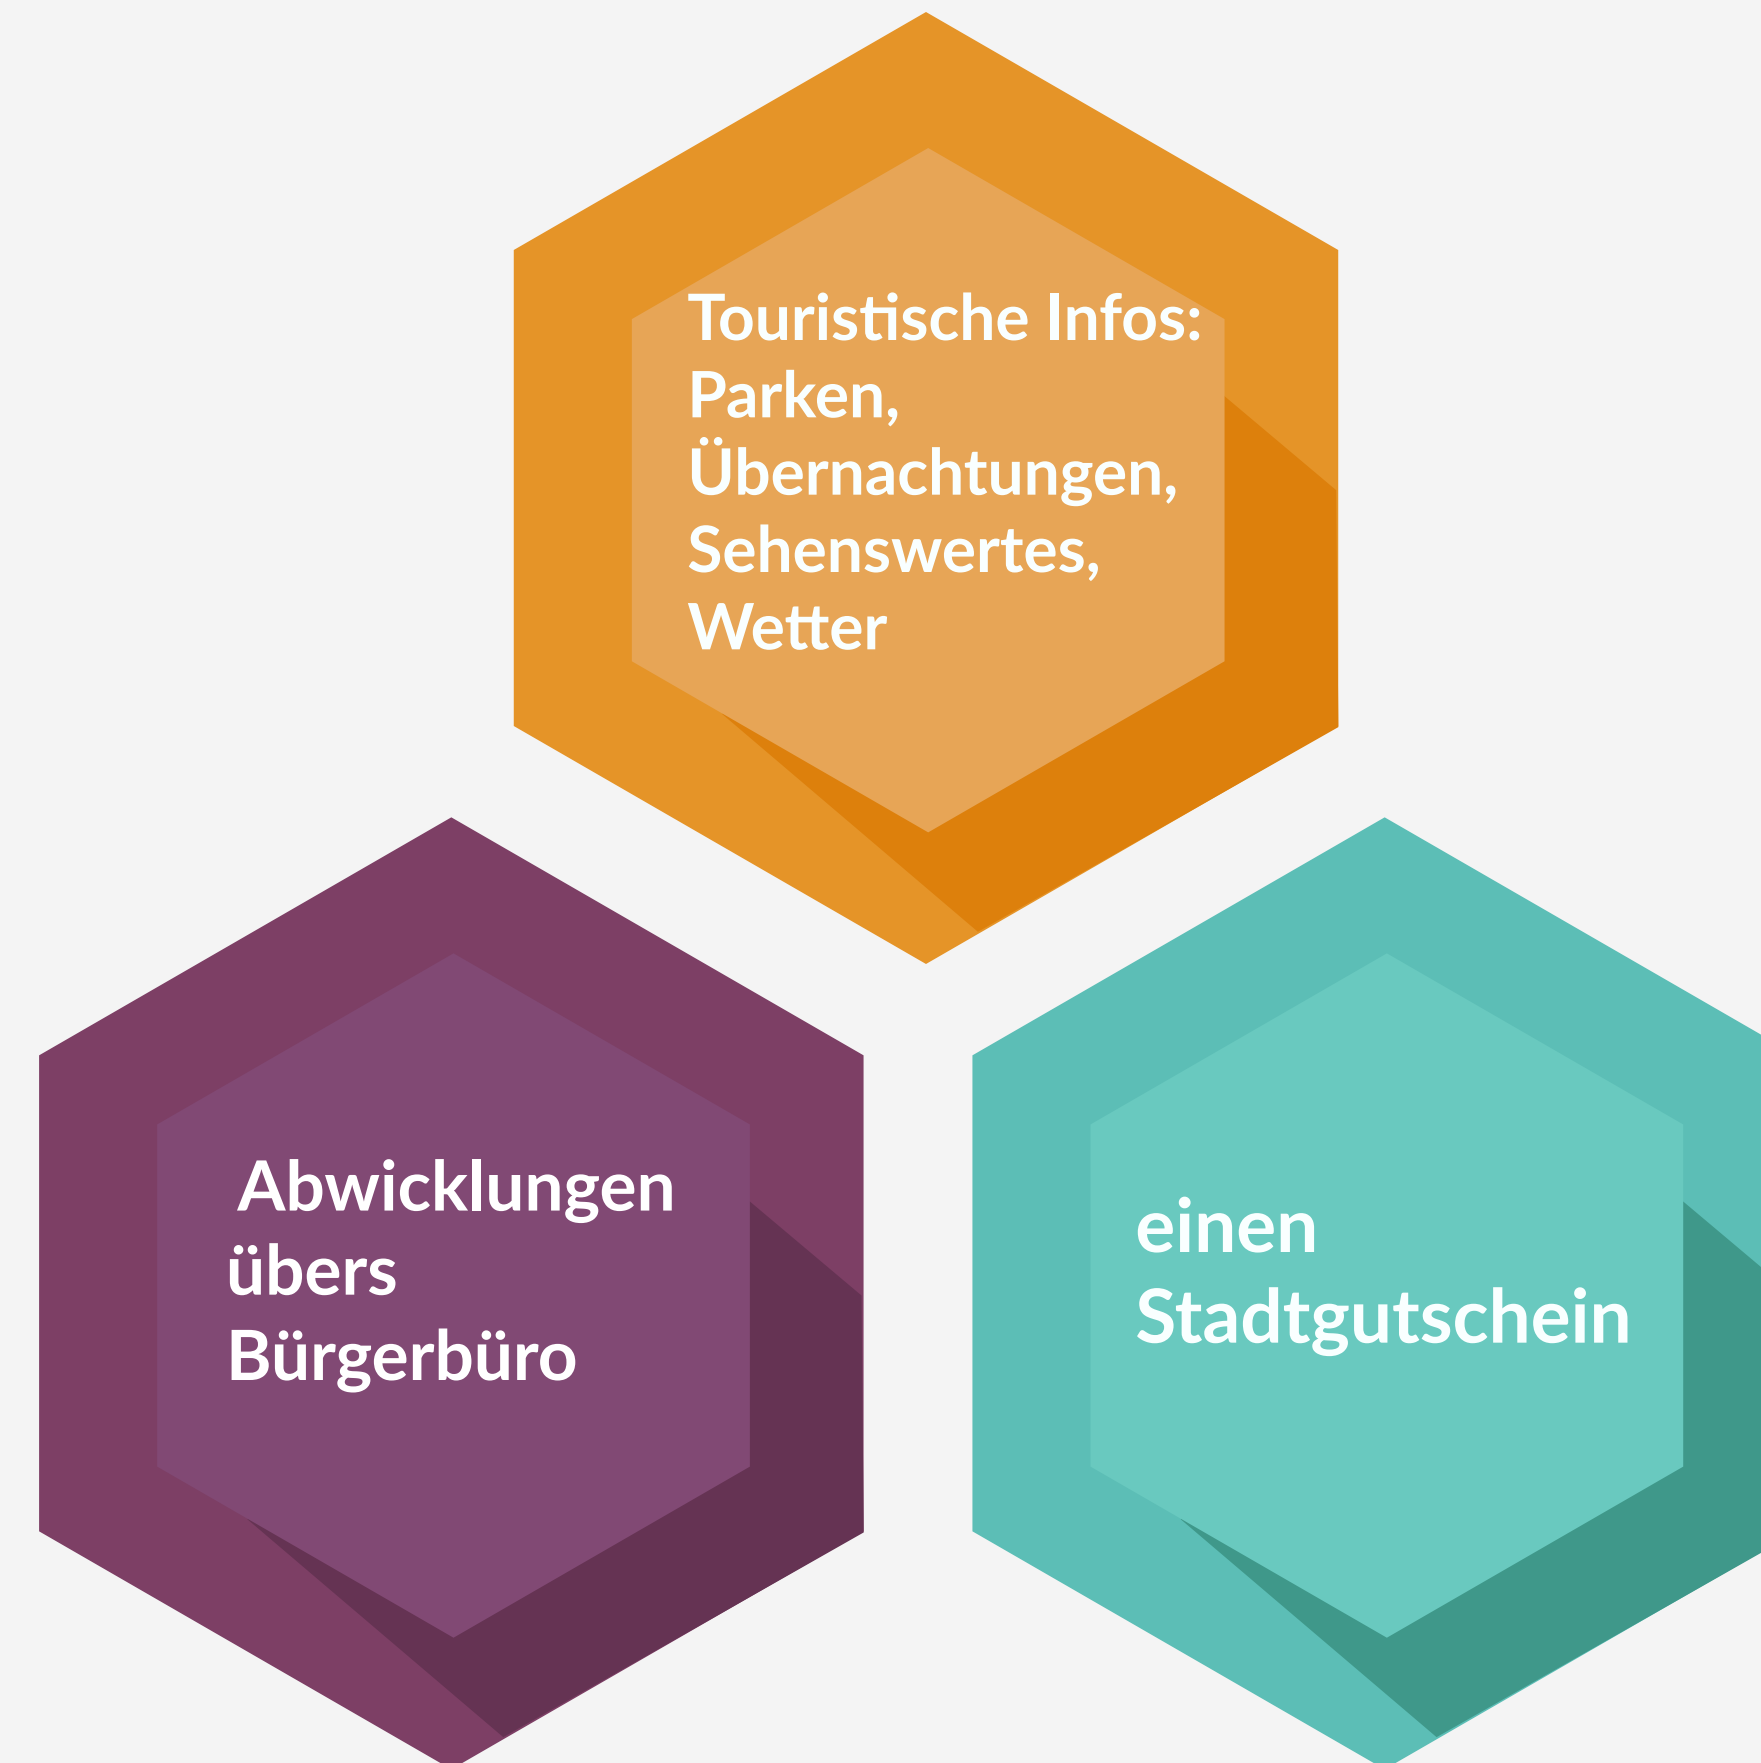 Touristische Infos:
Parken,
Übernachtungen,
Sehenswertes,
Wetter
Abwicklungen
übers
Bürgerbüro
einen
Stadtgutschein